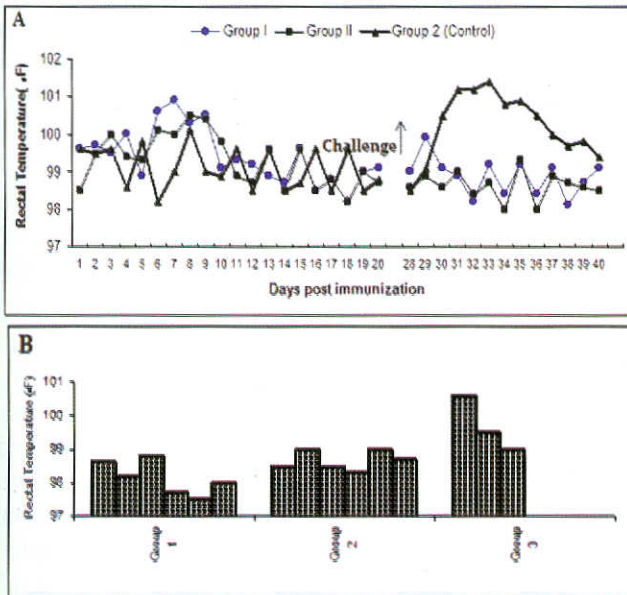 A
Group I Group II Group 2 (Control)
Rectal Temperature( ₀F)
102
101
100
99
98
97
Challenge
1 2 3 4 5 6 7 8 9 10 11 12 13 14 15 16 17 18 19 20 28 29 30 31 32 33 34 35 36 37 38 39 40
Days post immunization
B
Rectal Temperature (₀F)
101
100
99
98
97
Group 1
Group 2
Group 3